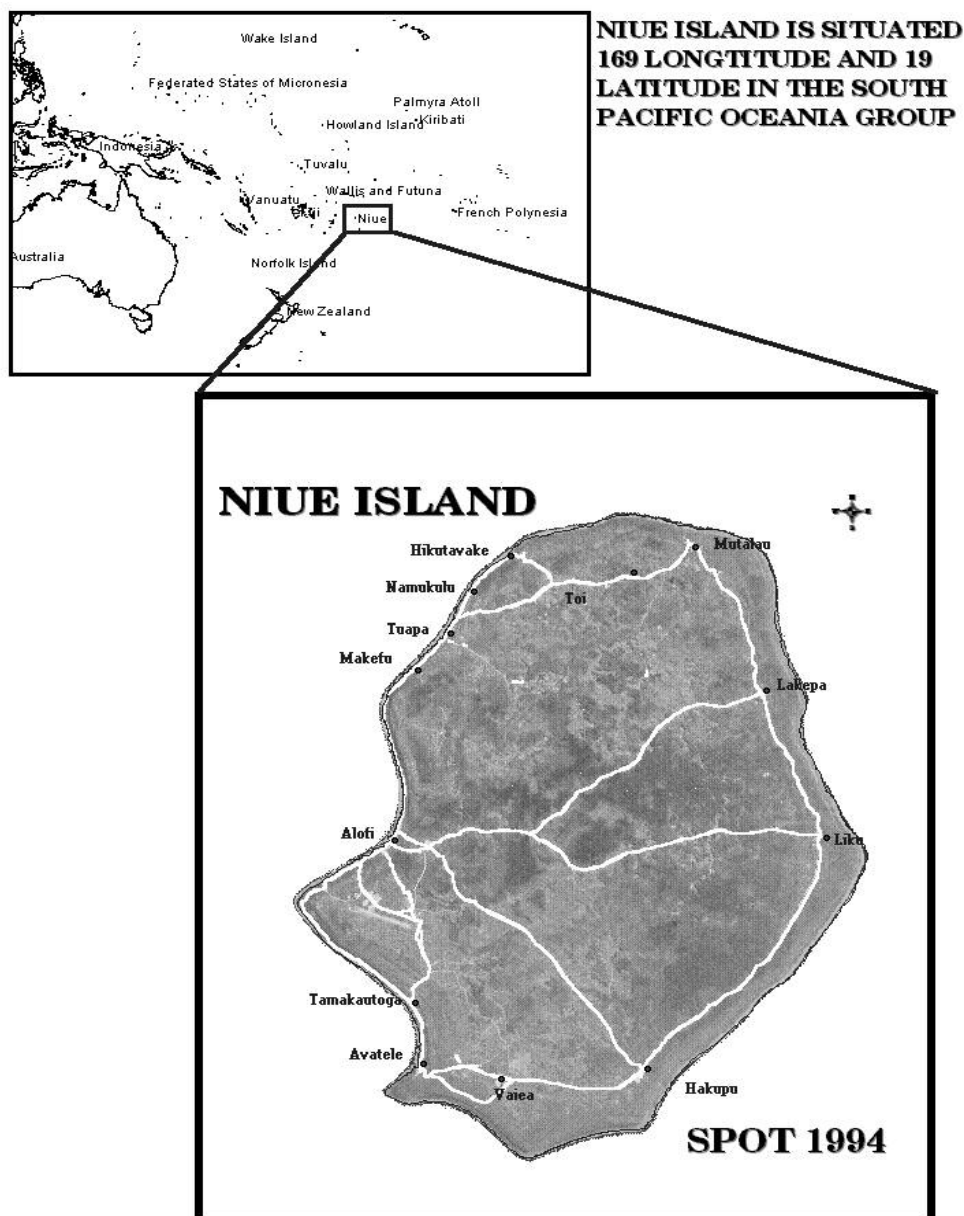 NIUE ISLAND IS SITUATED
169 LONGTITUDE AND 19
LATITUDE IN THE SOUTH
PACIFIC OCEANIA GROUP
Wake Island
Federated States of Micronesia
Palmyra Atoll
Kiribati
Howland Island
Indonesia
Tuvalu
Wallis and Futuna
Vanuatu
Fiji
Niue
French Polynesia
Australia
Norfolk Island
New Zealand
NIUE ISLAND
Hikutavake
Mutalau
Namukulu
Toi
Tuapa
Makefu
Lakepa
Alofi
Liku
Tamakautoga
Avatele
Vaiea
Hakupu
SPOT 1994